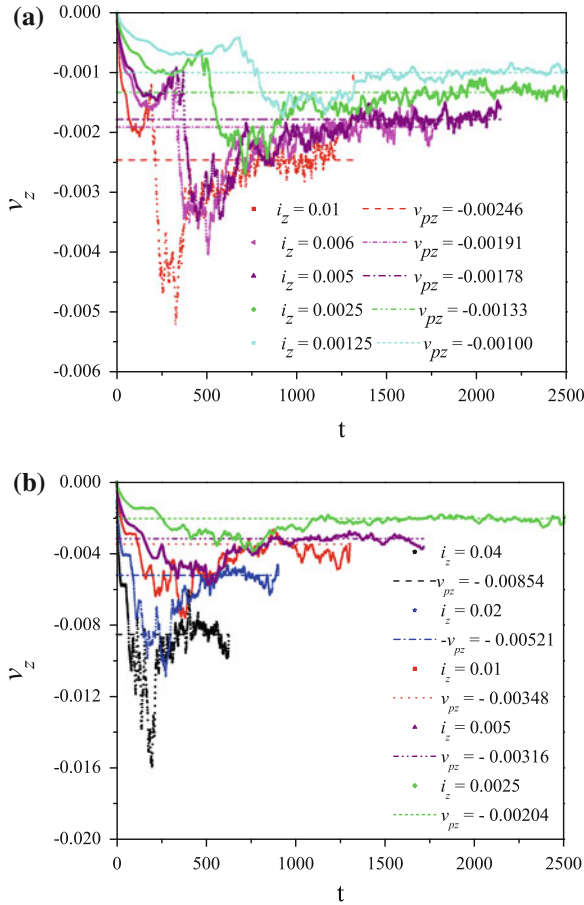 (a)
0.000
-0.001
-0.002
-0.003
-0.004
-0.005
-0.006
v_z
i_z = 0.01 v_pz = -0.00246
i_z = 0.006 v_pz = -0.00191
i_z = 0.005 v_pz = -0.00178
i_z = 0.0025 v_pz = -0.00133
i_z = 0.00125 v_pz = -0.00100
0 500 1000 1500 2000 2500
t
(b)
0.000
-0.004
-0.008
-0.012
-0.016
-0.020
v_z
i_z = 0.04
v_pz = - 0.00854
i_z = 0.02
-v_pz = - 0.00521
i_z = 0.01
v_pz = - 0.00348
i_z = 0.005
v_pz = - 0.00316
i_z = 0.0025
v_pz = - 0.00204
0 500 1000 1500 2000 2500
t